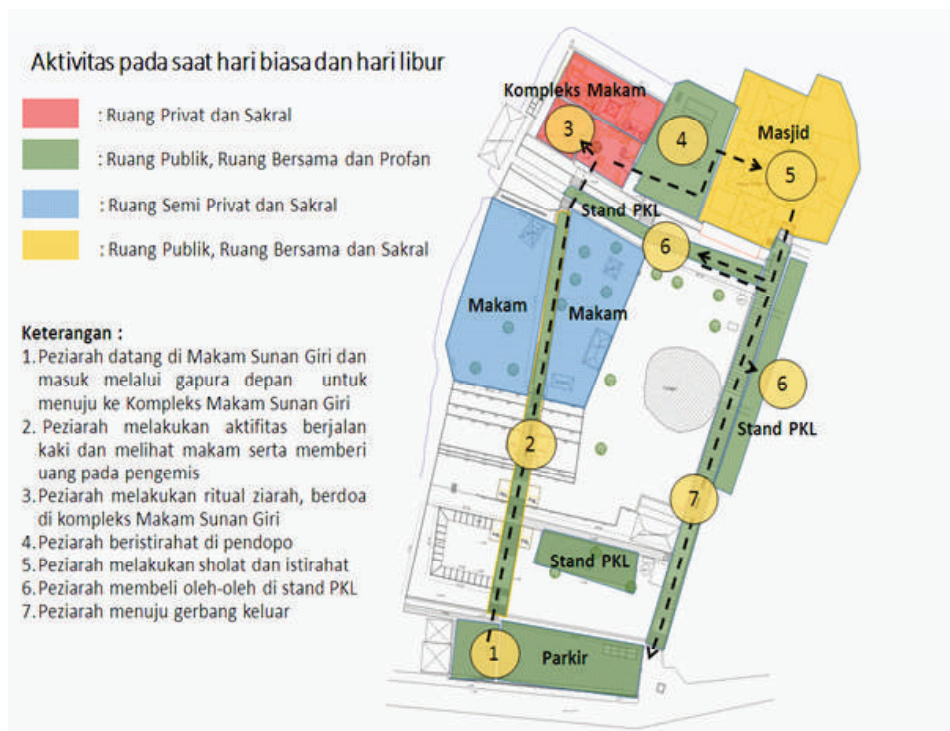 Aktivitas pada saat hari biasa dan hari libur
: Ruang Privat dan Sakral
: Ruang Publik, Ruang Bersama dan Profan
: Ruang Semi Privat dan Sakral
: Ruang Publik, Ruang Bersama dan Sakral
Keterangan :
1. Peziarah datang di Makam Sunan Giri dan
masuk melalui gapura depan untuk
menuju ke Kompleks Makam Sunan Giri
2. Peziarah melakukan aktifitas berjalan
kaki dan melihat makam serta memberi
uang pada pengemis
3. Peziarah melakukan ritual ziarah, berdoa
di kompleks Makam Sunan Giri
4. Peziarah beristirahat di pendopo
5. Peziarah melakukan sholat dan istirahat
6. Peziarah membeli oleh-oleh di stand PKL
7. Peziarah menuju gerbang keluar
Kompleks Makam
3
4
Masjid
5
Stand PKL
6
Makam
Makam
6
Stand PKL
2
7
Stand PKL
1
Parkir